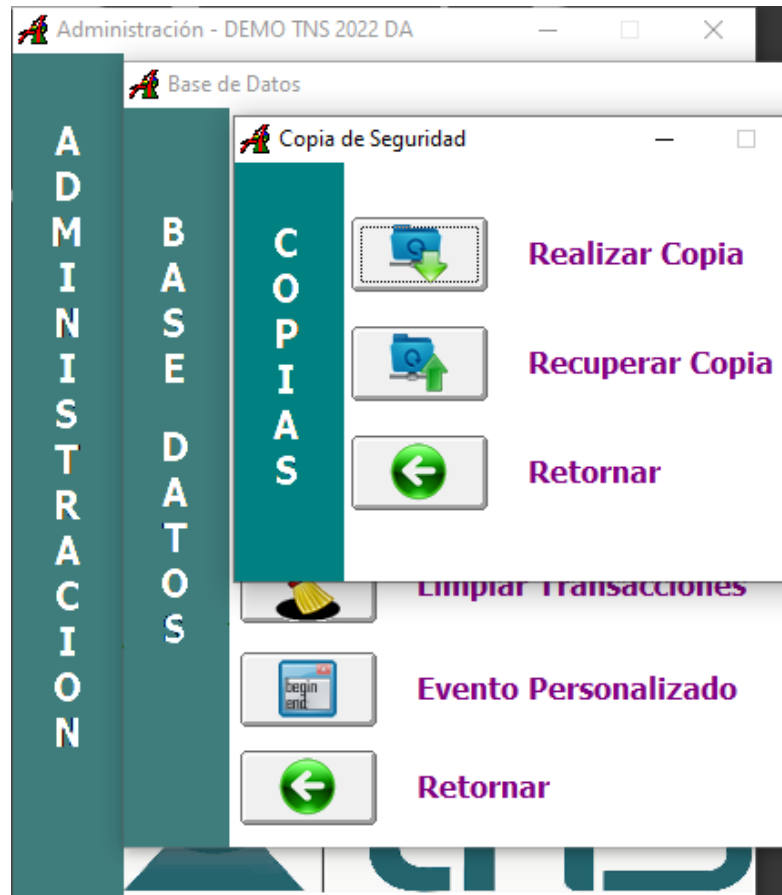 Administración - DEMO TNS 2022 DA
Base de Datos
Copia de Seguridad
ADMINISTRACION
BASE DATOS
COPIAS
Realizar Copia
Recuperar Copia
Retornar
Limpiar Transacciones
begin
end
Evento Personalizado
Retornar